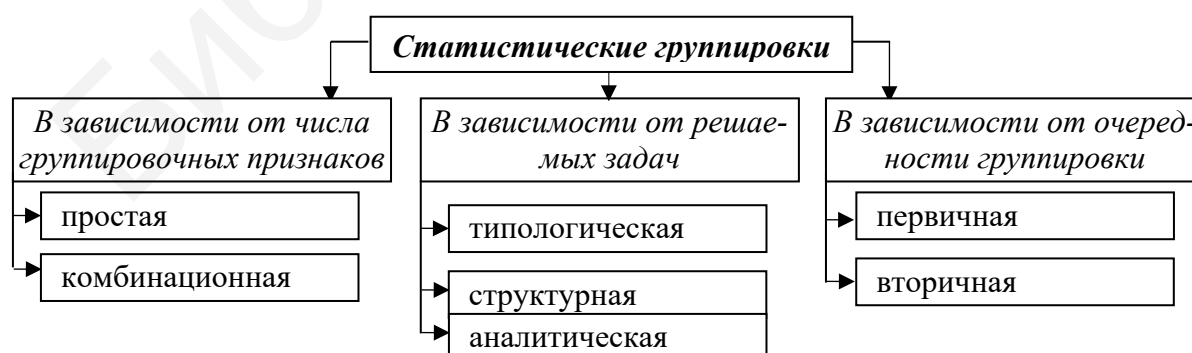 Статистические группировки
В зависимости от числа
группировочных признаков
простая
комбинационная
В зависимости от решае-
мых задач
типологическая
структурная
аналитическая
В зависимости от очеред-
ности группировки
первичная
вторичная